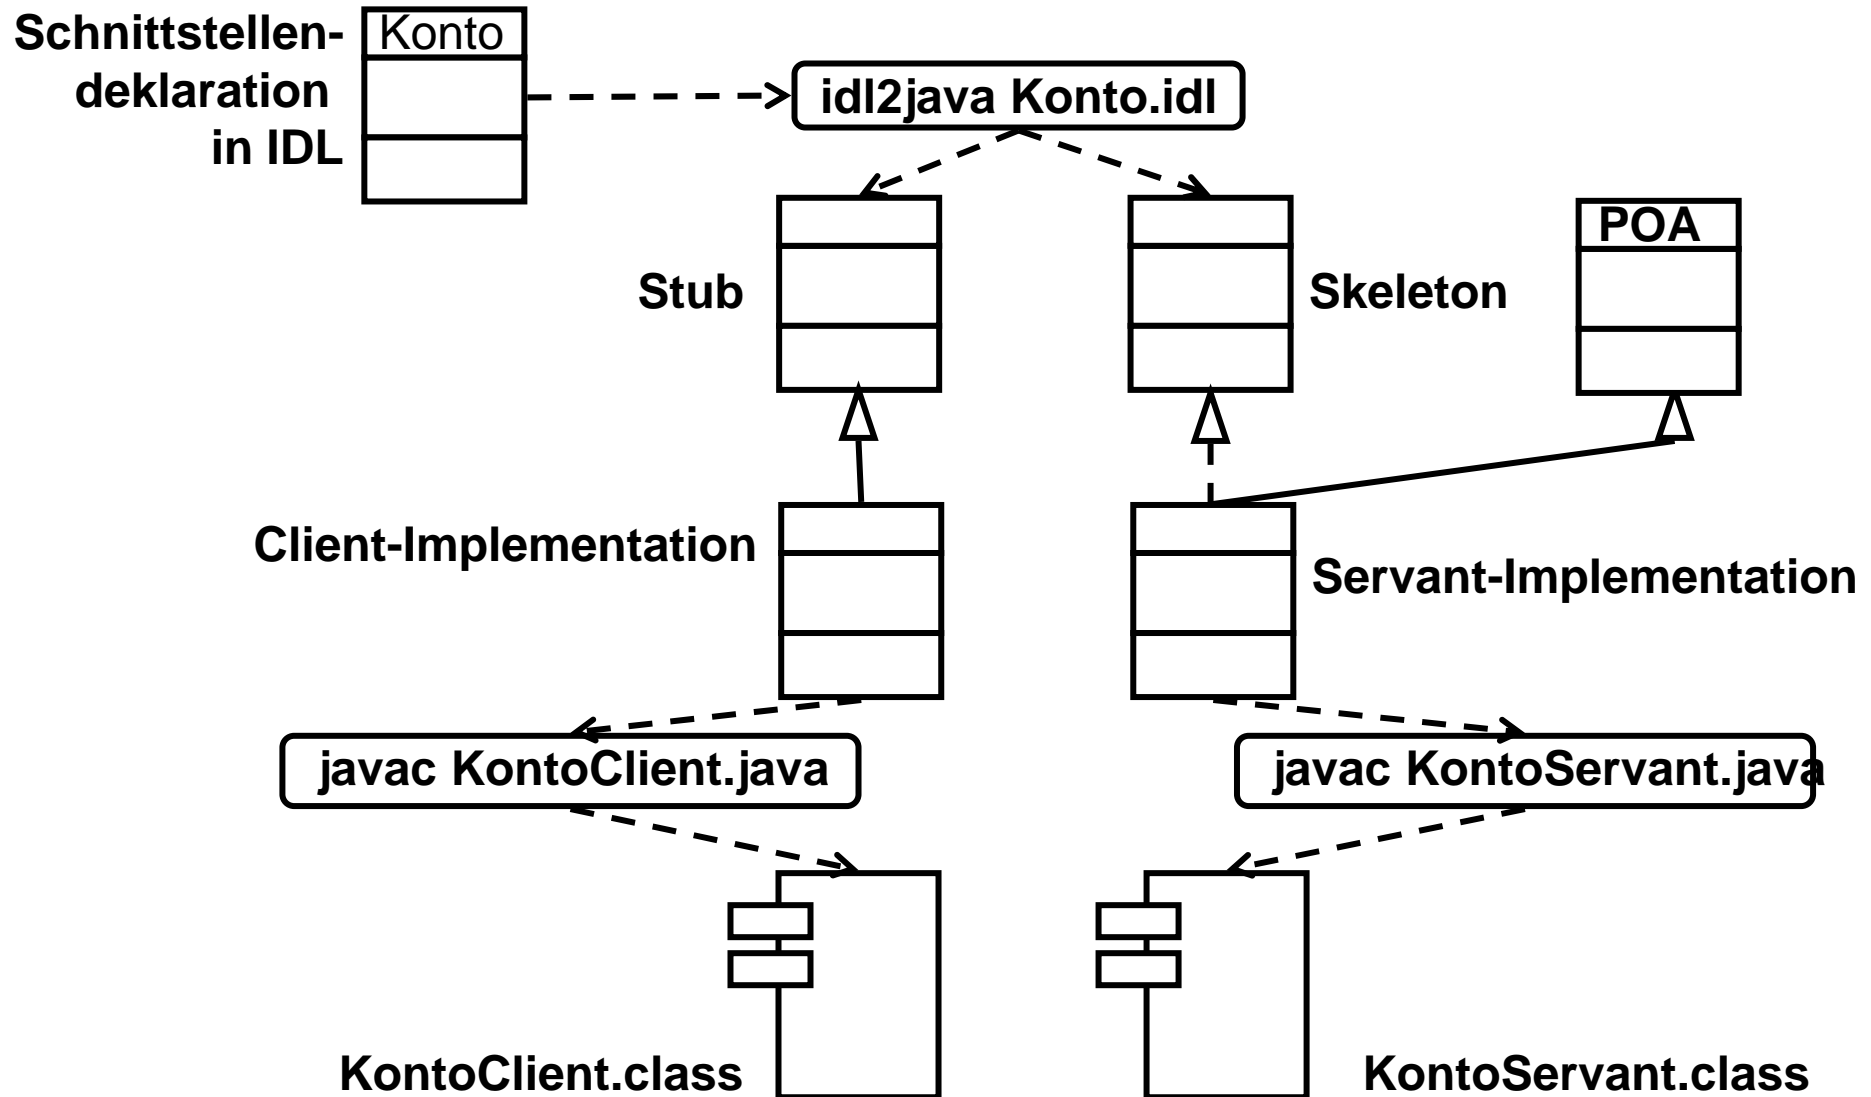 Schnittstellen-
deklaration
in IDL
Konto
idl2java Konto.idl
Stub
Skeleton
POA
Client-Implementation
Servant-Implementation
javac KontoClient.java
javac KontoServant.java
KontoClient.class
KontoServant.class